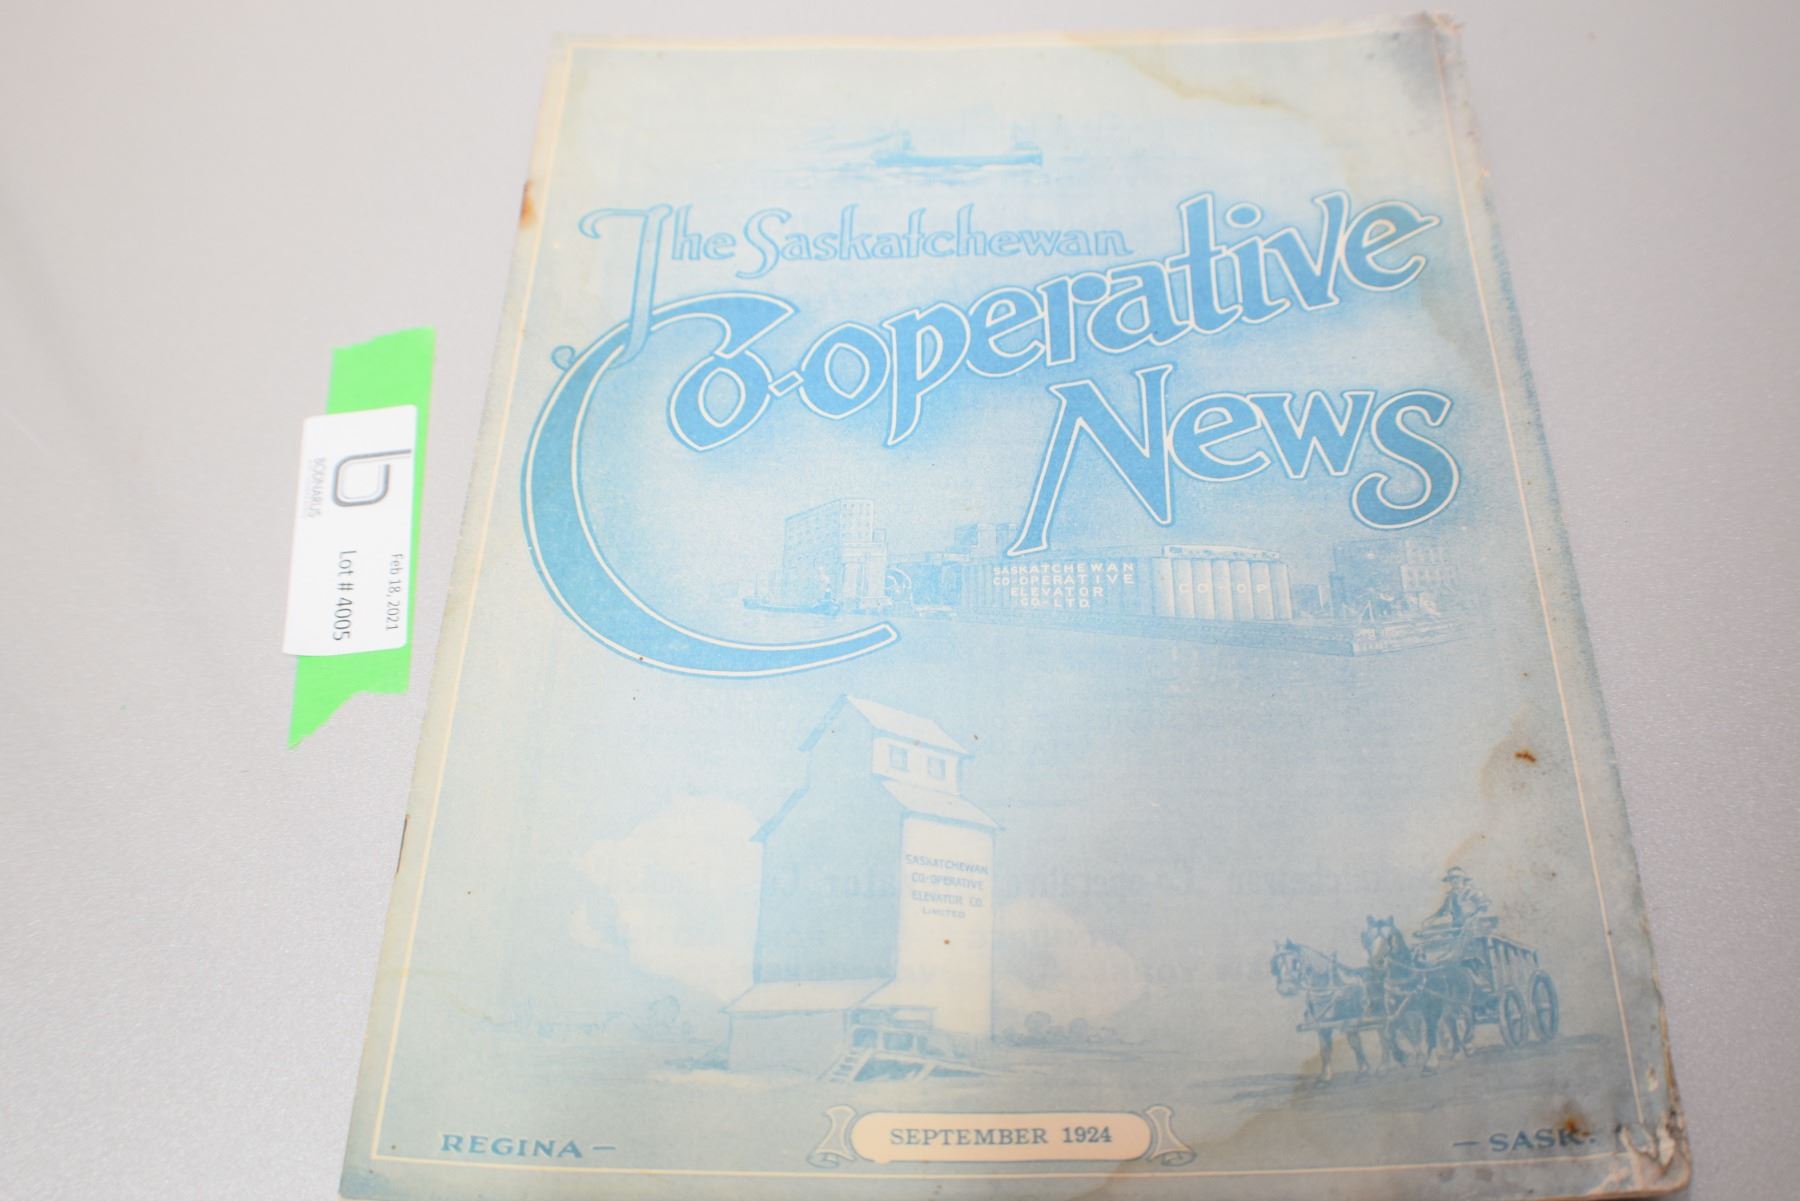 The Saskatchewan
Co-operative
News
SASKATCHEWAN
CO-OPERATIVE
ELEVATOR
CO-LTD.
CO-OP
SASKATCHEWAN
CO-OPERATIVE
ELEVATOR CO
LIMITED
REGINA —
SEPTEMBER 1924
— SASK.
b
BODNARUS
Feb 18, 2021
Lot # 4005